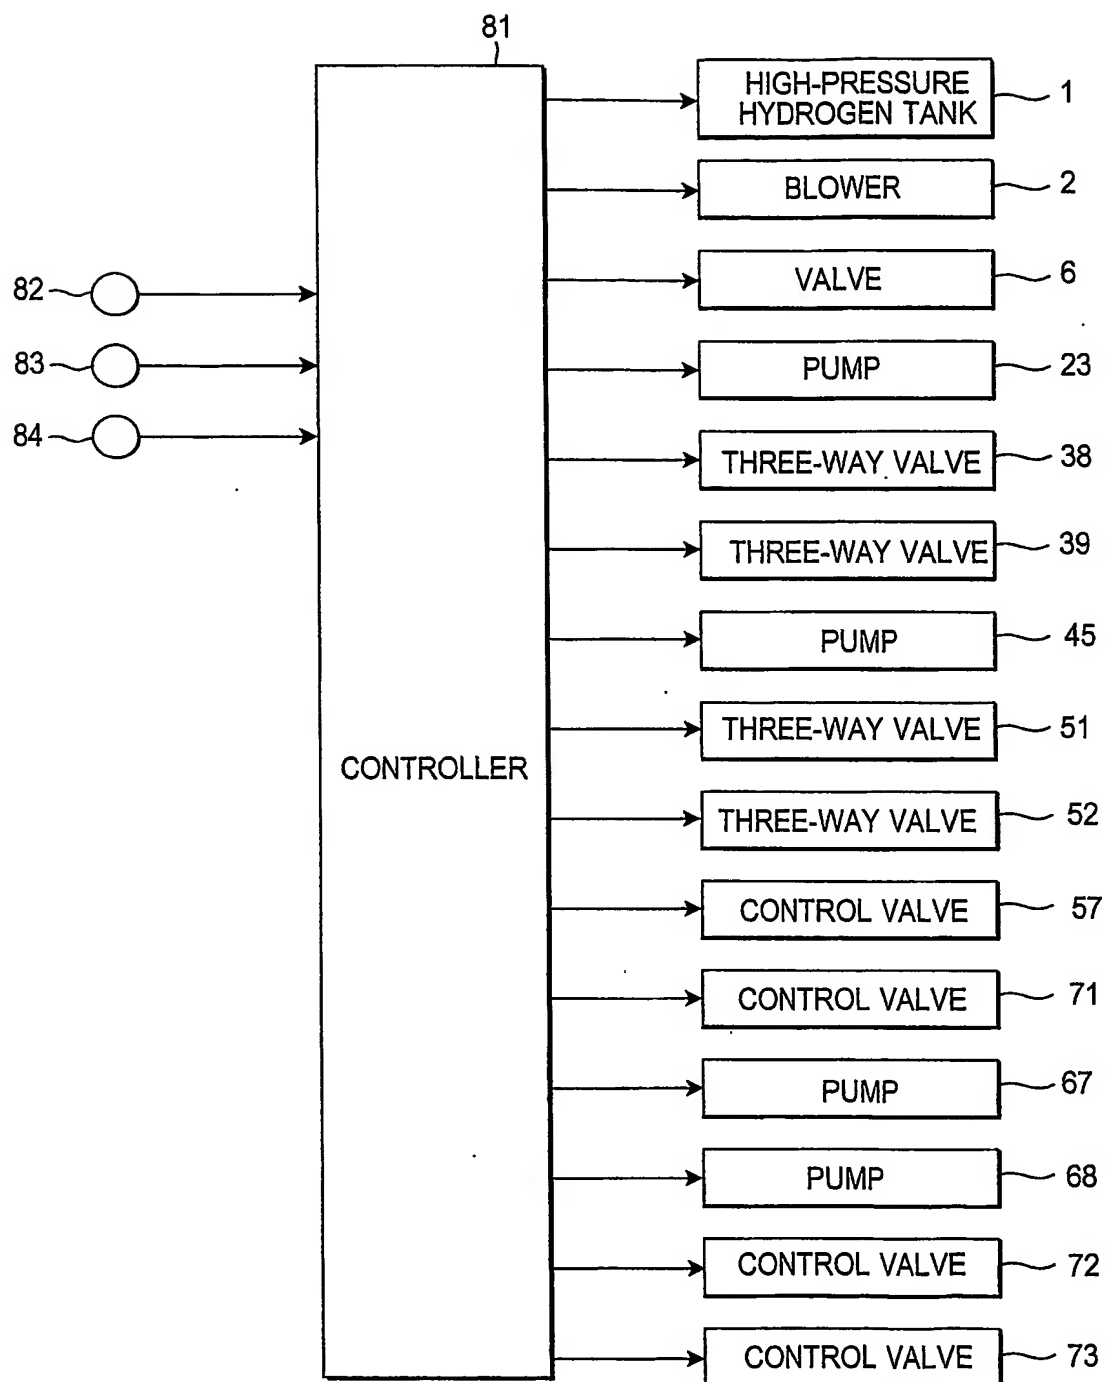 81
HIGH-PRESSURE
HYDROGEN TANK
1
BLOWER
2
VALVE
6
82
PUMP
23
83
84
THREE-WAY VALVE
38
THREE-WAY VALVE
39
PUMP
45
THREE-WAY VALVE
51
CONTROLLER
THREE-WAY VALVE
52
CONTROL VALVE
57
CONTROL VALVE
71
PUMP
67
PUMP
68
CONTROL VALVE
72
CONTROL VALVE
73